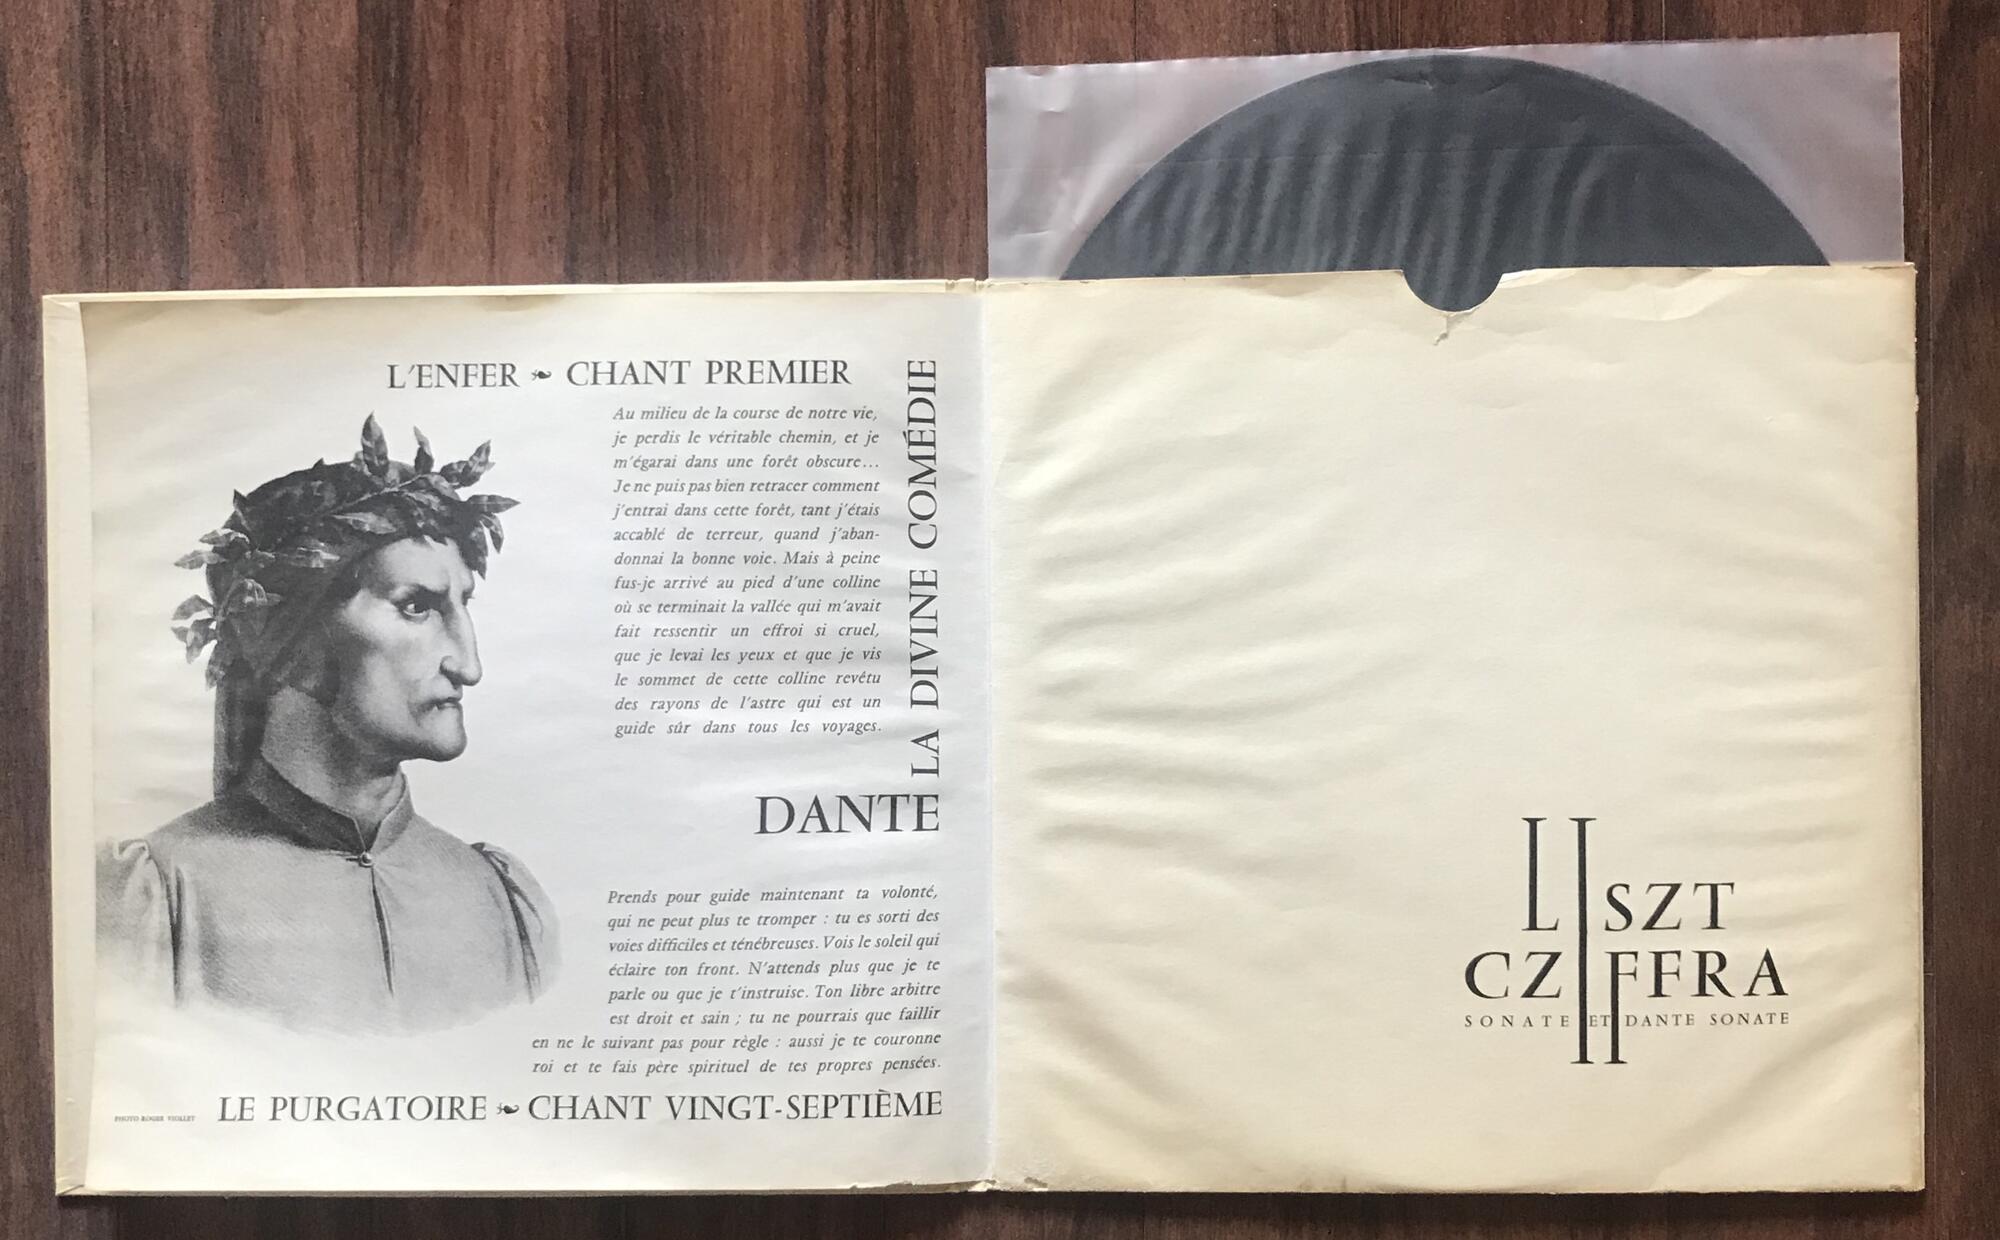 L'ENFER ❧ CHANT PREMIER
Au milieu de la course de notre vie,
je perdis le véritable chemin, et je
m'égarai dans une forêt obscure...
Je ne puis pas bien retracer comment
j'entrai dans cette forêt, tant j'étais
accablé de terreur, quand j'aban-
donnai la bonne voie. Mais à peine
fus-je arrivé au pied d'une colline
où se terminait la vallée qui m'avait
fait ressentir un effroi si cruel,
que je levai les yeux et que je vis
le sommet de cette colline revêtu
des rayons de l'astre qui est un
guide sûr dans tous les voyages.
LA DIVINE COMÉDIE
DANTE
Prends pour guide maintenant ta volonté,
qui ne peut plus te tromper : tu es sorti des
voies difficiles et ténébreuses. Vois le soleil qui
éclaire ton front. N'attends plus que je te
parle ou que je t'instruise. Ton libre arbitre
est droit et sain ; tu ne pourrais que faillir
en ne le suivant pas pour règle : aussi je te couronne
roi et te fais père spirituel de tes propres pensées.
LE PURGATOIRE ❧ CHANT VINGT-SEPTIÈME
PHOTO ROGER VIOLLET
LISZT
CZIFFRA
SONATE ET DANTE SONATE